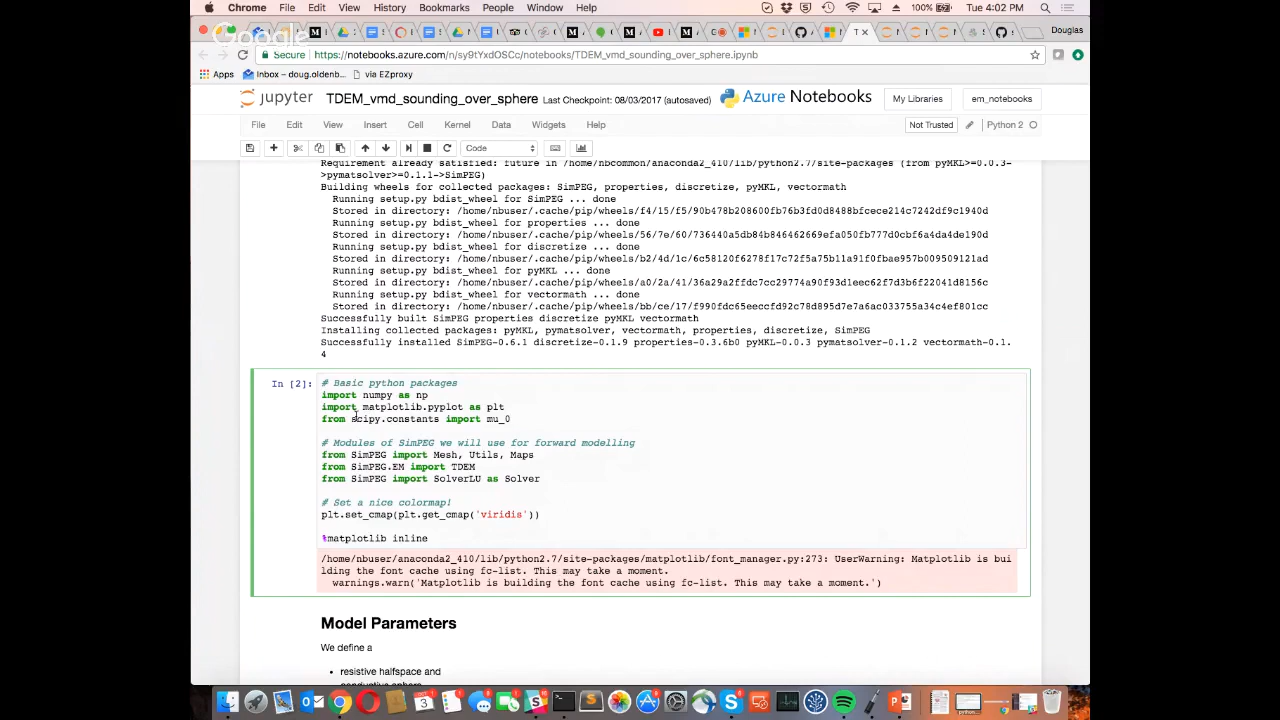 Chrome File Edit View History Bookmarks People Window Help 100% Tue 4:02 PM
Google
Douglas
Secure https://notebooks.azure.com/n/sy9tYxdOSCc/notebooks/TDEM_vmd_sounding_over_sphere.ipynb
Apps Inbox – doug.oldenb... via EZproxy
jupyter TDEM_vmd_sounding_over_sphere Last Checkpoint: 08/03/2017 (autosaved) Azure Notebooks My Libraries em_notebooks
File Edit View Insert Cell Kernel Data Widgets Help Not Trusted Python 2
Code
Requirement already satisfied: future in /home/nbcommon/anaconda2_410/lib/python2.7/site-packages (from pyMKL>=0.0.3-
>pymatsolver>=0.1.1->SimPEG)
Building wheels for collected packages: SimPEG, properties, discretize, pyMKL, vectormath
Running setup.py bdist_wheel for SimPEG ... done
Stored in directory: /home/nbuser/.cache/pip/wheels/f4/15/f5/90b478b208600fb76b3fd0d8488bfcece214c7242df9c1940d
Running setup.py bdist_wheel for properties ... done
Stored in directory: /home/nbuser/.cache/pip/wheels/56/7e/60/736440a5db84b846462669efa050fb777d0cbf6a4da4de190d
Running setup.py bdist_wheel for discretize ... done
Stored in directory: /home/nbuser/.cache/pip/wheels/b2/4d/1c/6c58120f6278f17c72f5a75b11a91f0fbae957b009509121ad
Running setup.py bdist_wheel for pyMKL ... done
Stored in directory: /home/nbuser/.cache/pip/wheels/a0/2a/41/36a29a2ffdc7cc29774a90f93d1eec62f7d3b6f22041d8156c
Running setup.py bdist_wheel for vectormath ... done
Stored in directory: /home/nbuser/.cache/pip/wheels/bb/ce/17/f990fdc65eeccfd92c78d895d7e7a6ac033755a34c4ef801cc
Successfully built SimPEG properties discretize pyMKL vectormath
Installing collected packages: pyMKL, pymatsolver, vectormath, properties, discretize, SimPEG
Successfully installed SimPEG-0.6.1 discretize-0.1.9 properties-0.3.6b0 pyMKL-0.0.3 pymatsolver-0.1.2 vectormath-0.1.
4
In [2]: # Basic python packages
import numpy as np
import matplotlib.pyplot as plt
from scipy.constants import mu_0
# Modules of SimPEG we will use for forward modelling
from SimPEG import Mesh, Utils, Maps
from SimPEG.EM import TDEM
from SimPEG import SolverLU as Solver
# Set a nice colormap!
plt.set_cmap(plt.get_cmap('viridis'))
%matplotlib inline
/home/nbuser/anaconda2_410/lib/python2.7/site-packages/matplotlib/font_manager.py:273: UserWarning: Matplotlib is bui
lding the font cache using fc-list. This may take a moment.
warnings.warn('Matplotlib is building the font cache using fc-list. This may take a moment.')
Model Parameters
We define a
• resistive halfspace and
conductive sphere